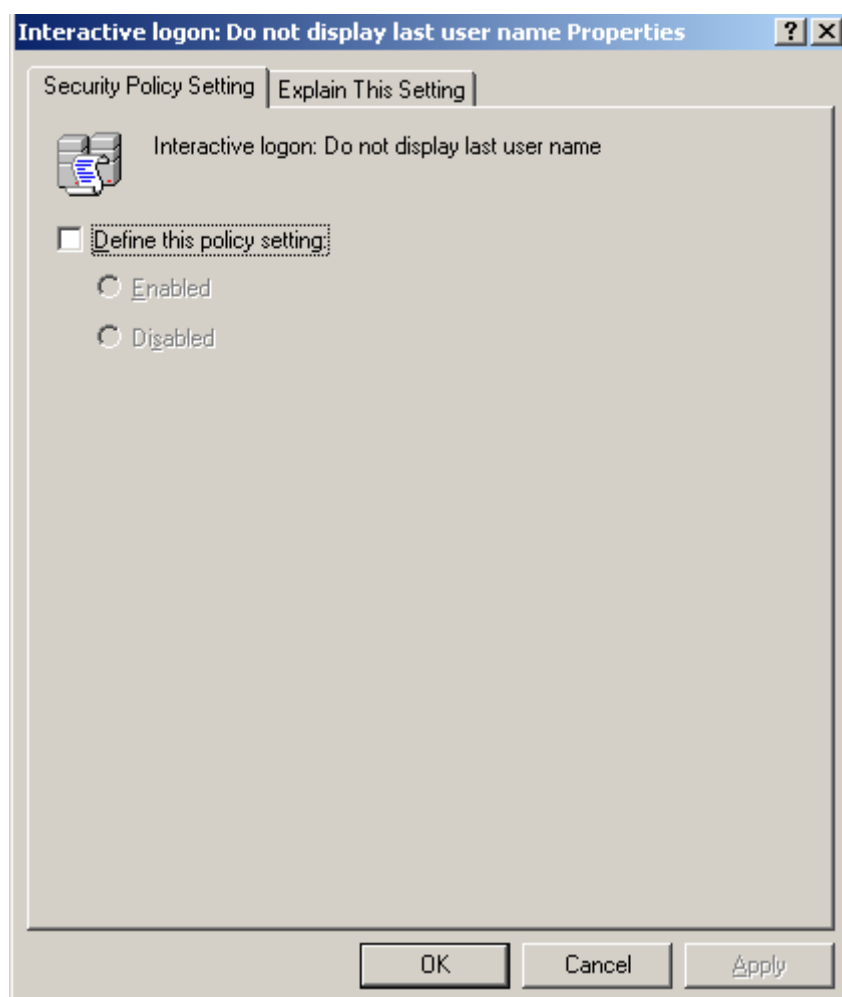 Interactive logon: Do not display last user name Properties
Security Policy Setting
Explain This Setting
Interactive logon: Do not display last user name
Define this policy setting:
Enabled
Disabled
OK
Cancel
Apply